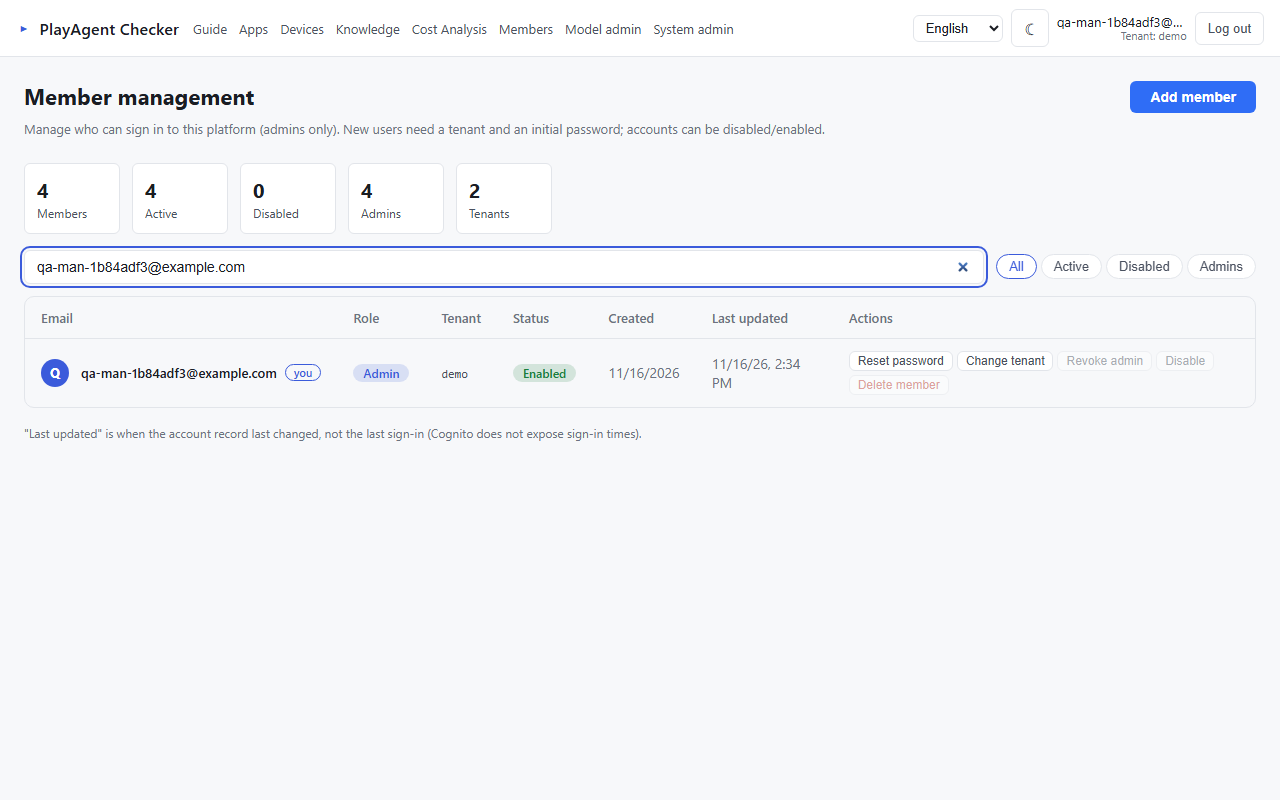 PlayAgent Checker Guide Apps Devices Knowledge Cost Analysis Members Model admin System admin English qa-man-1b84adf3@... Log out
Tenant: demo
Member management Add member
Manage who can sign in to this platform (admins only). New users need a tenant and an initial password; accounts can be disabled/enabled.
4 4 0 4 2
Members Active Disabled Admins Tenants
qa-man-1b84adf3@example.com All Active Disabled Admins
Email Role Tenant Status Created Last updated Actions
Q qa-man-1b84adf3@example.com you Admin demo Enabled 11/16/2026 11/16/26, 2:34 PM Reset password Change tenant Revoke admin Disable
Delete member
"Last updated" is when the account record last changed, not the last sign-in (Cognito does not expose sign-in times).